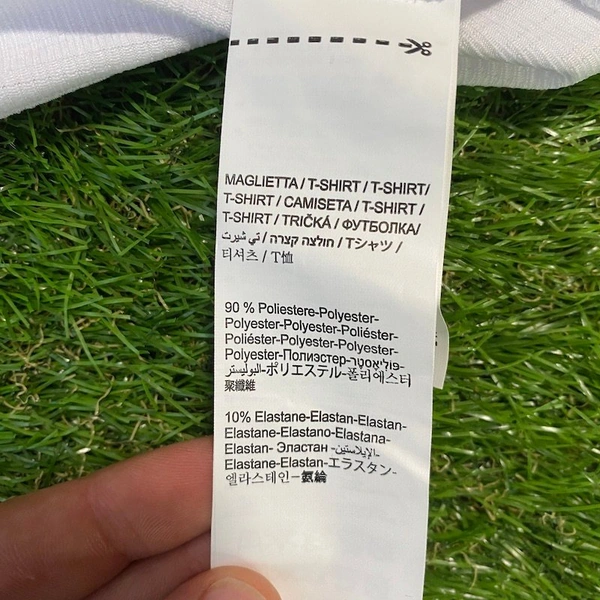 MAGLIETTA / T-SHIRT / T-SHIRT/
T-SHIRT / CAMISETA / T-SHIRT /
T-SHIRT / TRIČKÁ / ФУТБОЛКА/
تي شيرت / חולצה קצרה / Tシャツ /
티셔츠 / T恤
90 % Poliestere-Polyester-
Polyester-Polyester-Poliéster-
Poliéster-Polyester-Polyester-
Polyester-Полиэстер-פוליאסטר-
البوليستر-ポリエステル-폴리에스터
聚纖維
10% Elastane-Elastan-Elastan-
Elastane-Elastano-Elastana-
Elastan- Эластан -الإيلاستين-
Elastane-Elastan-エラスタン-
엘라스테인-氨綸